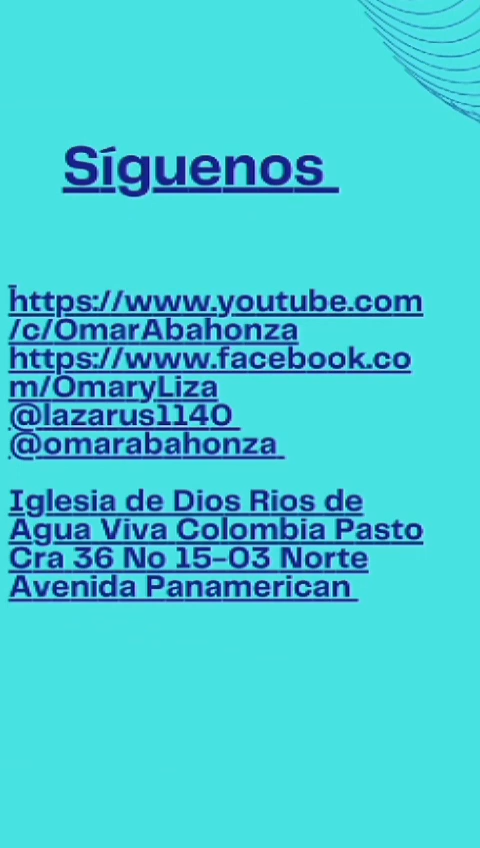 Síguenos
https://www.youtube.com
/c/OmarAbahonza
https://www.facebook.co
m/OmaryLiza
@lazarus1140
@omarabahonza
Iglesia de Dios Rios de
Agua Viva Colombia Pasto
Cra 36 No 15-03 Norte
Avenida Panamerican